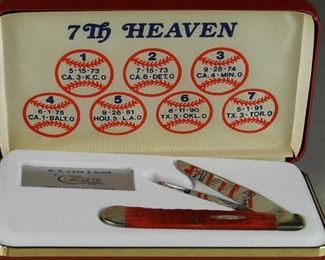 7Th HEAVEN
1
5-15-73
CA.3-K.C.0
2
7-15-73
CA.6-DET.0
3
9-28-74
CA.4-MIN.0
4
6-1-75
CA.1-BALT.0
5
9-26-81
HOU.5-L.A.0
6
6-11-90
TX.5-OKL.0
7
5-1-91
TX.3-TOR.0
W. R. CASE & SONS
CASE